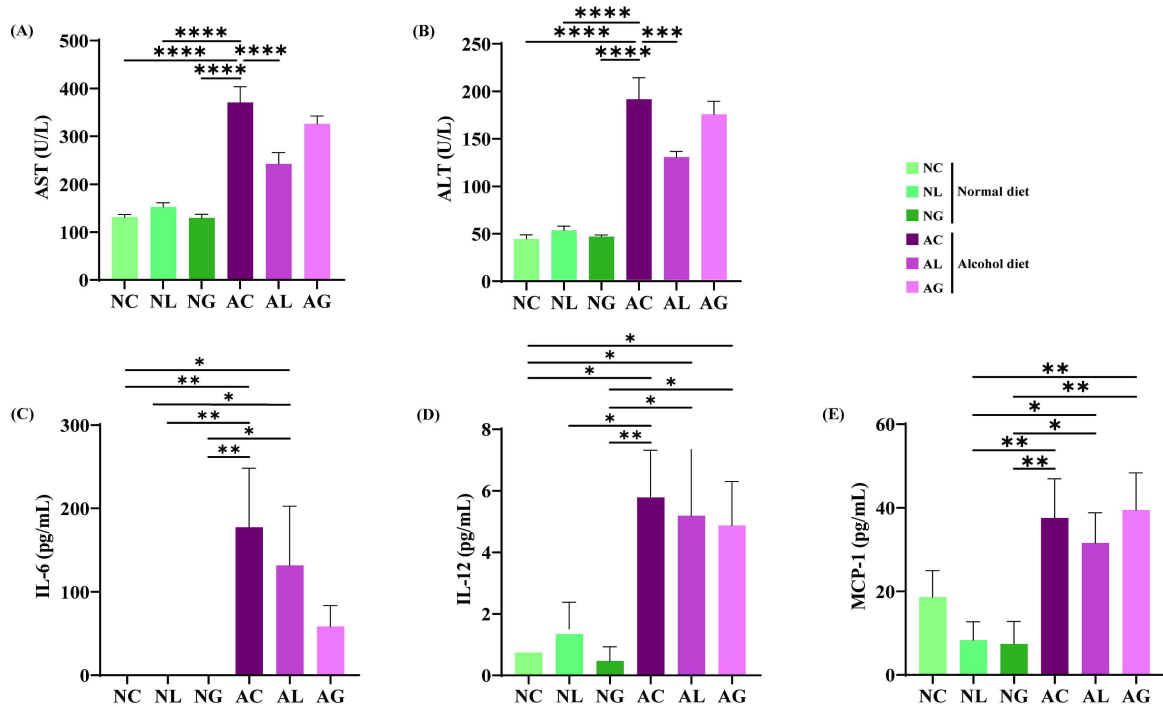 (A)
AST (U/L)
500
400
300
200
100
0
****
****
****
****
NC NL NG AC AL AG
(B)
ALT (U/L)
250
200
150
100
50
0
****
**** ***
****
NC NL NG AC AL AG
NC
NL
NG
Normal diet
AC
AL
AG
Alcohol diet
(C)
IL-6 (pg/mL)
300
200
100
0
*
**
*
**
*
**
NC NL NG AC AL AG
(D)
IL-12 (pg/mL)
8
6
4
2
0
*
*
*
*
*
*
**
NC NL NG AC AL AG
(E)
MCP-1 (pg/mL)
60
40
20
0
**
**
*
*
**
**
NC NL NG AC AL AG